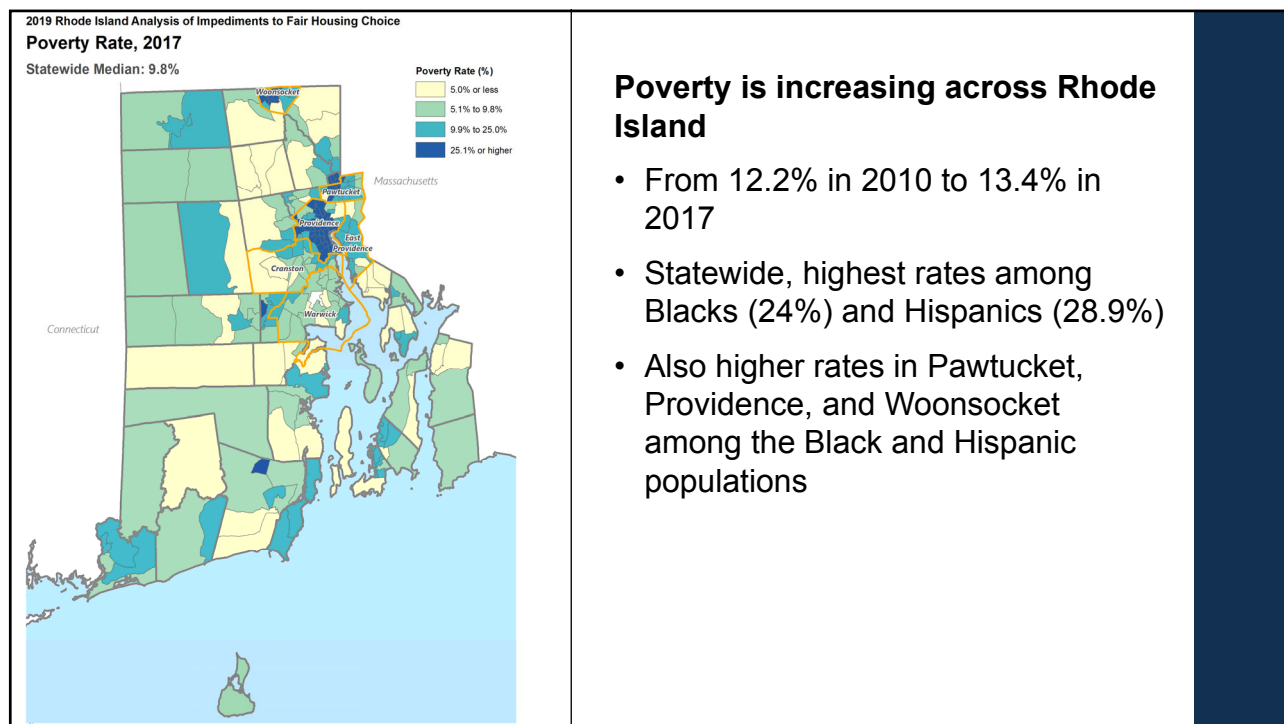 2019 Rhode Island Analysis of Impediments to Fair Housing Choice
Poverty Rate, 2017
Statewide Median: 9.8%
Poverty Rate (%)
5.0% or less
5.1% to 9.8%
9.9% to 25.0%
25.1% or higher
Woonsocket
Massachusetts
Pawtucket
Providence
East
Providence
Cranston
Warwick
Connecticut
Poverty is increasing across Rhode
Island
• From 12.2% in 2010 to 13.4% in
2017
• Statewide, highest rates among
Blacks (24%) and Hispanics (28.9%)
• Also higher rates in Pawtucket,
Providence, and Woonsocket
among the Black and Hispanic
populations